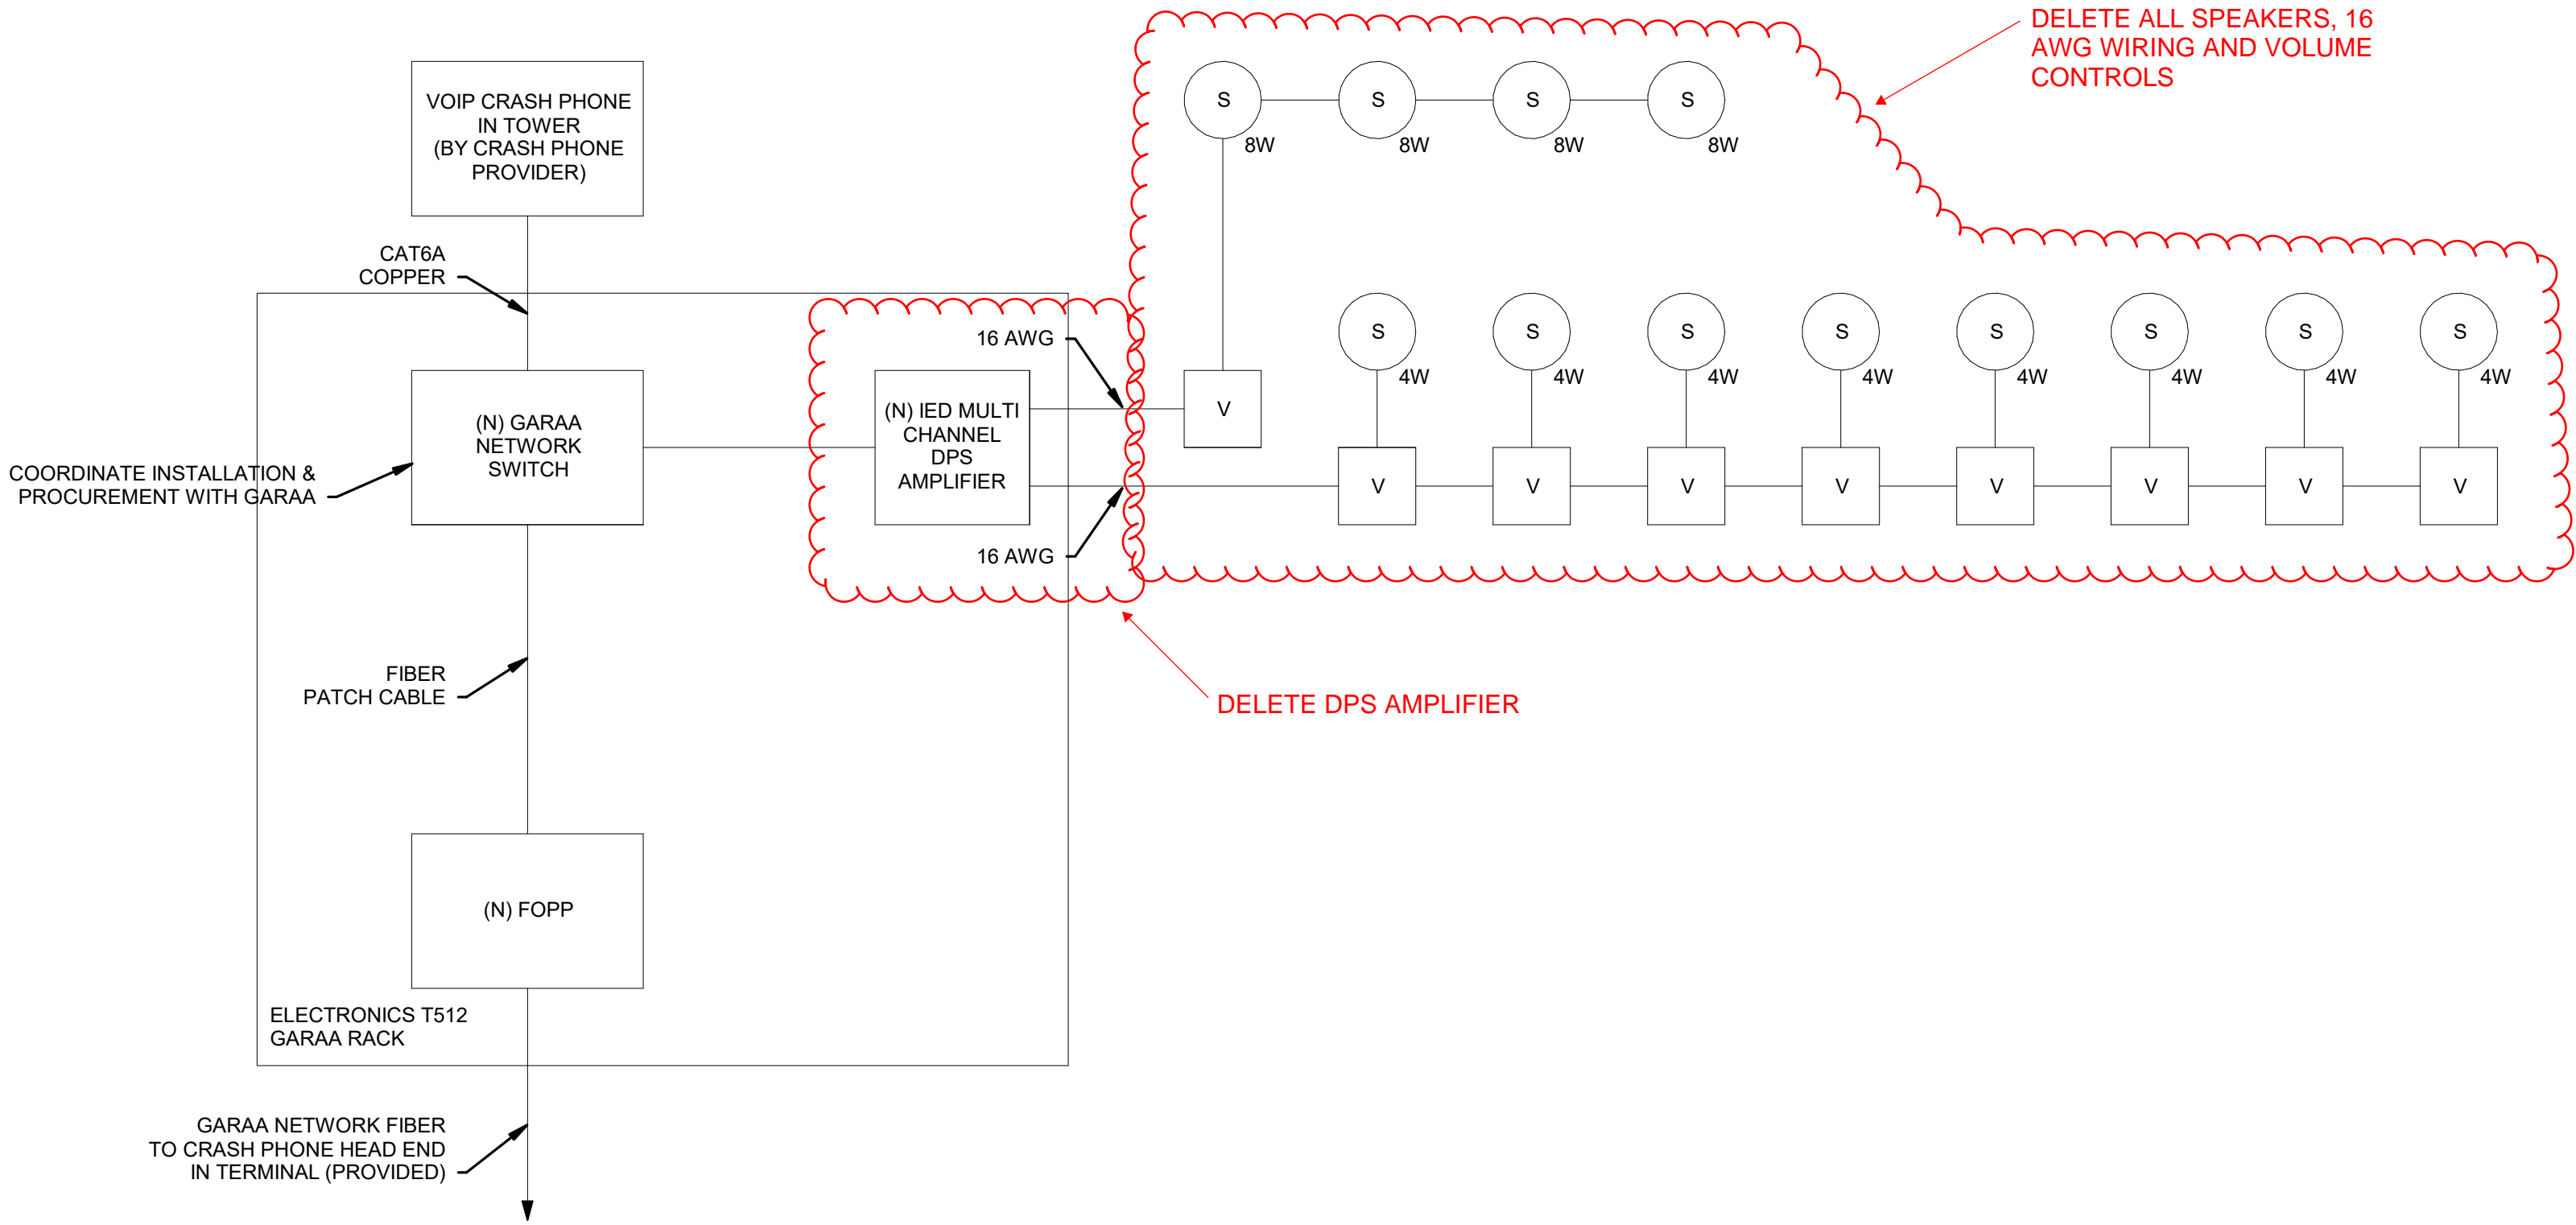 DELETE ALL SPEAKERS, 16
AWG WIRING AND VOLUME
CONTROLS
VOIP CRASH PHONE
IN TOWER
(BY CRASH PHONE
PROVIDER)
S
S
S
S
8W
8W
8W
8W
CAT6A
COPPER
16 AWG
S
S
S
S
S
S
S
S
4W
4W
4W
4W
4W
4W
4W
4W
(N) GARAA
NETWORK
SWITCH
(N) IED MULTI
CHANNEL
DPS
AMPLIFIER
V
COORDINATE INSTALLATION &
PROCUREMENT WITH GARAA
V
V
V
V
V
V
V
V
16 AWG
FIBER
PATCH CABLE
DELETE DPS AMPLIFIER
(N) FOPP
ELECTRONICS T512
GARAA RACK
GARAA NETWORK FIBER
TO CRASH PHONE HEAD END
IN TERMINAL (PROVIDED)